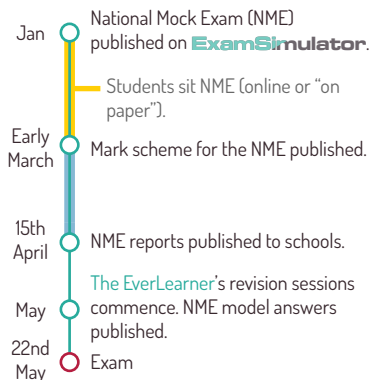 Jan
National Mock Exam (NME)
published on ExamSimulator.
Students sit NME (online or “on
paper”).
Early
March
Mark scheme for the NME published.
15th
April
NME reports published to schools.
The EverLearner’s revision sessions
May
commence. NME model answers
published.
22nd
May
Exam